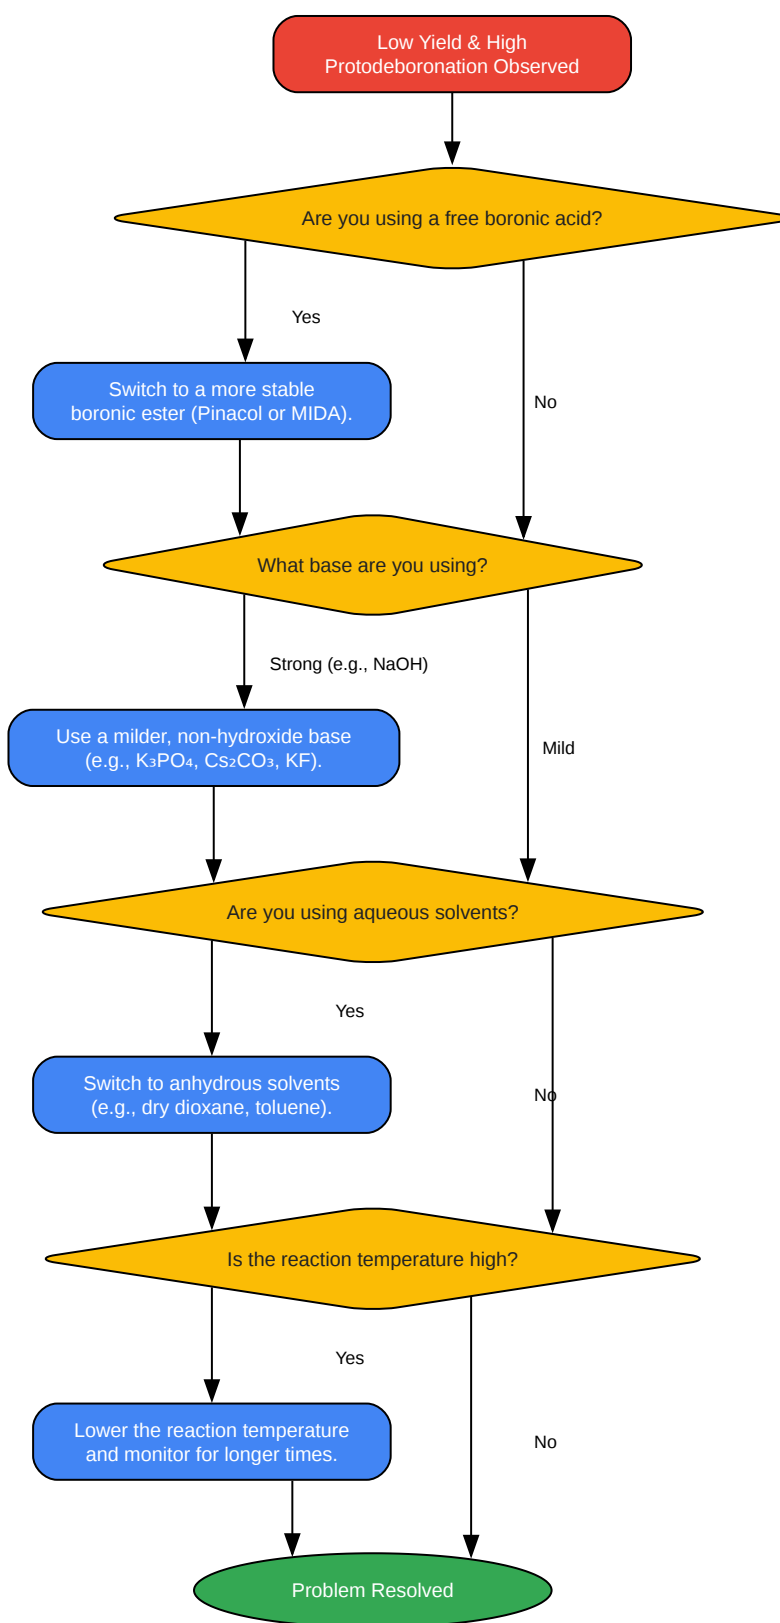 Low Yield & High
Protodeboronation Observed
Are you using a free boronic acid?
Yes
Switch to a more stable
boronic ester (Pinacol or MIDA).
No
What base are you using?
Strong (e.g., NaOH)
Use a milder, non-hydroxide base
(e.g., K₃PO₄, Cs₂CO₃, KF).
Mild
Are you using aqueous solvents?
Yes
Switch to anhydrous solvents
(e.g., dry dioxane, toluene).
No
Is the reaction temperature high?
Yes
Lower the reaction temperature
and monitor for longer times.
No
Problem Resolved